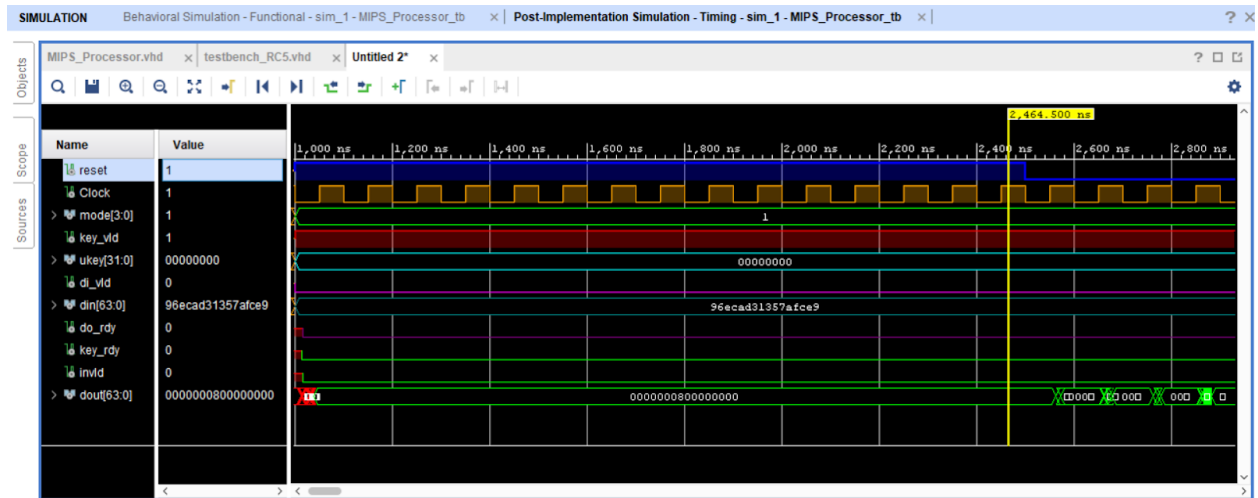 SIMULATION Behavioral Simulation - Functional - sim_1 - MIPS_Processor_tb × Post-Implementation Simulation - Timing - sim_1 - MIPS_Processor_tb × ? ×
MIPS_Processor.vhd × testbench_RC5.vhd × Untitled 2* × ?
Objects
Scope
Sources
2,464.500 ns
Name Value 1,000 ns 1,200 ns 1,400 ns 1,600 ns 1,800 ns 2,000 ns 2,200 ns 2,400 ns 2,600 ns 2,800 ns
reset 1
Clock 1
> mode[3:0] 1 1
key_vld 1
> ukey[31:0] 00000000 00000000
di_vld 0
> din[63:0] 96ecad31357afce9 96ecad31357afce9
do_rdy 0
key_rdy 0
invld 0
> dout[63:0] 0000000800000000 0000000800000000 000 000